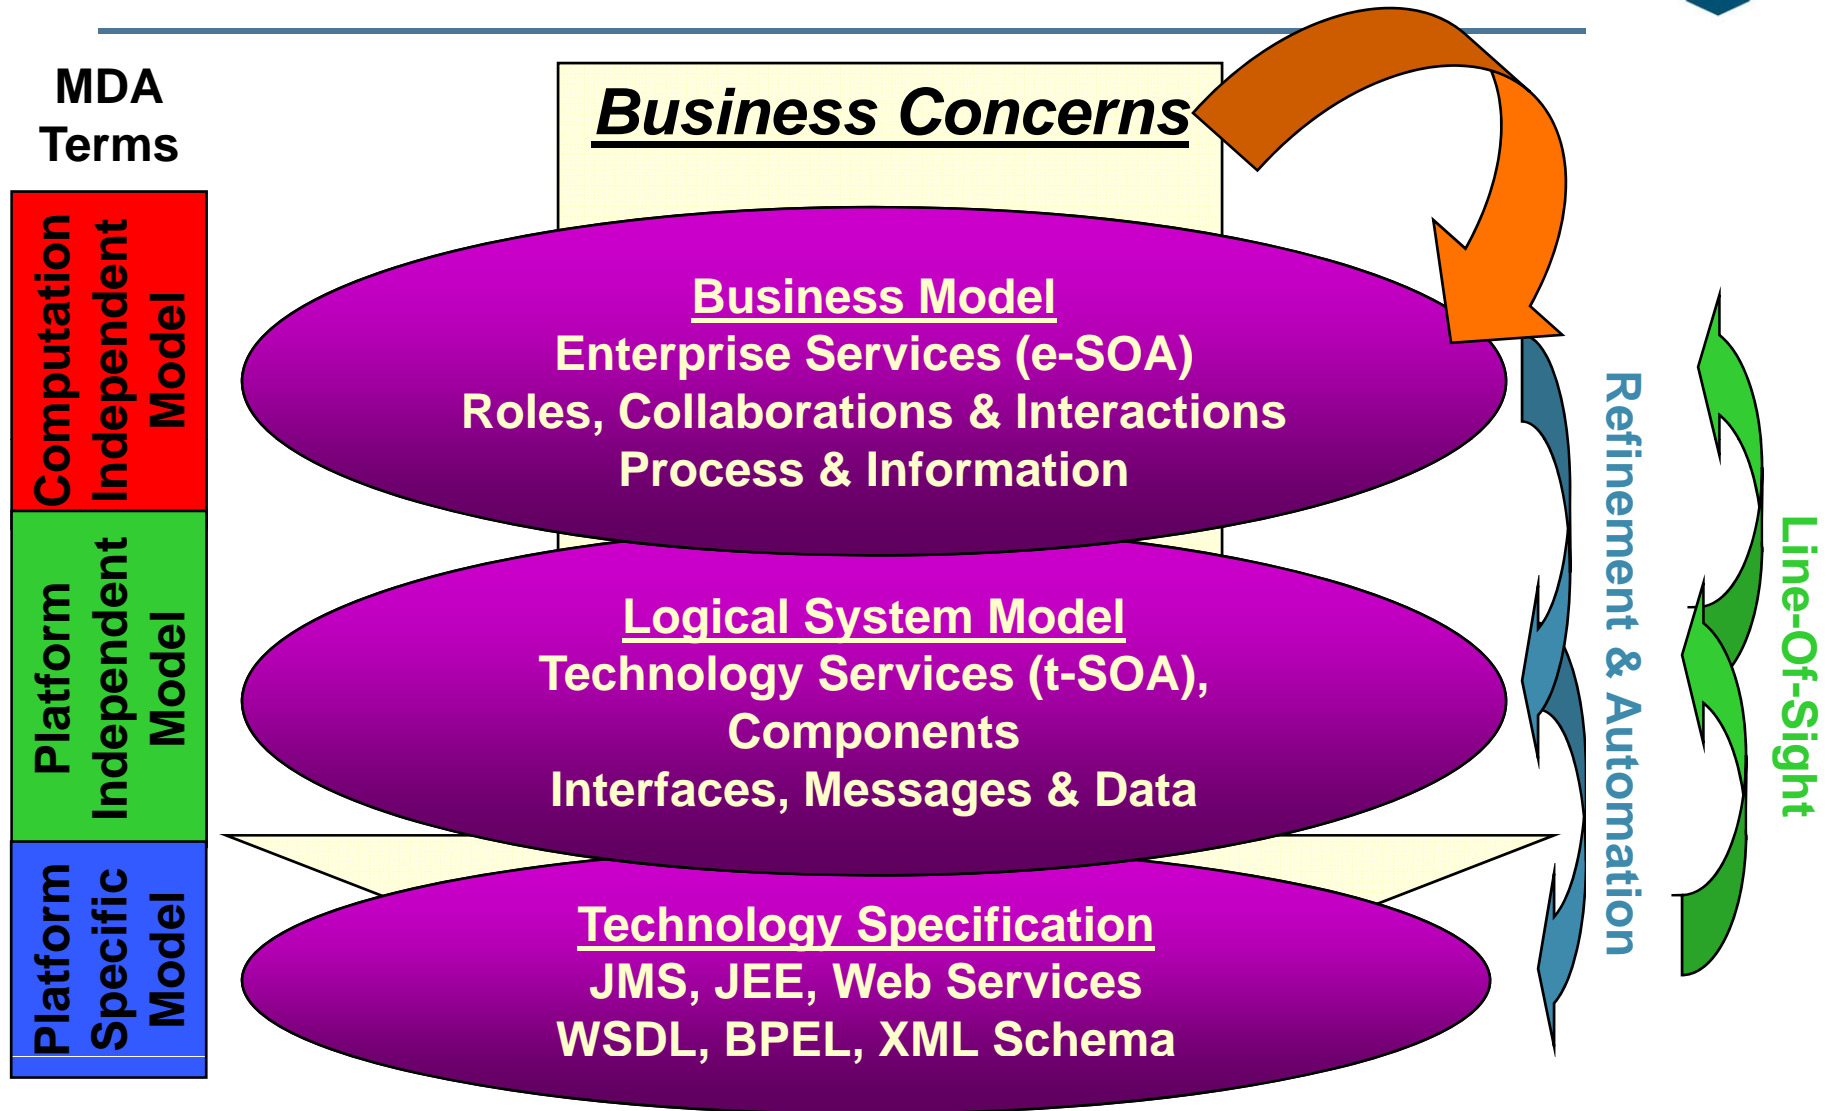 MDA
Terms
Business Concerns
Computation
Independent
Model
Business Model
Enterprise Services (e-SOA)
Roles, Collaborations & Interactions
Process & Information
Platform
Independent
Model
Logical System Model
Technology Services (t-SOA),
Components
Interfaces, Messages & Data
Platform
Specific
Model
Technology Specification
JMS, JEE, Web Services
WSDL, BPEL, XML Schema
Refinement & Automation
Line-Of-Sight